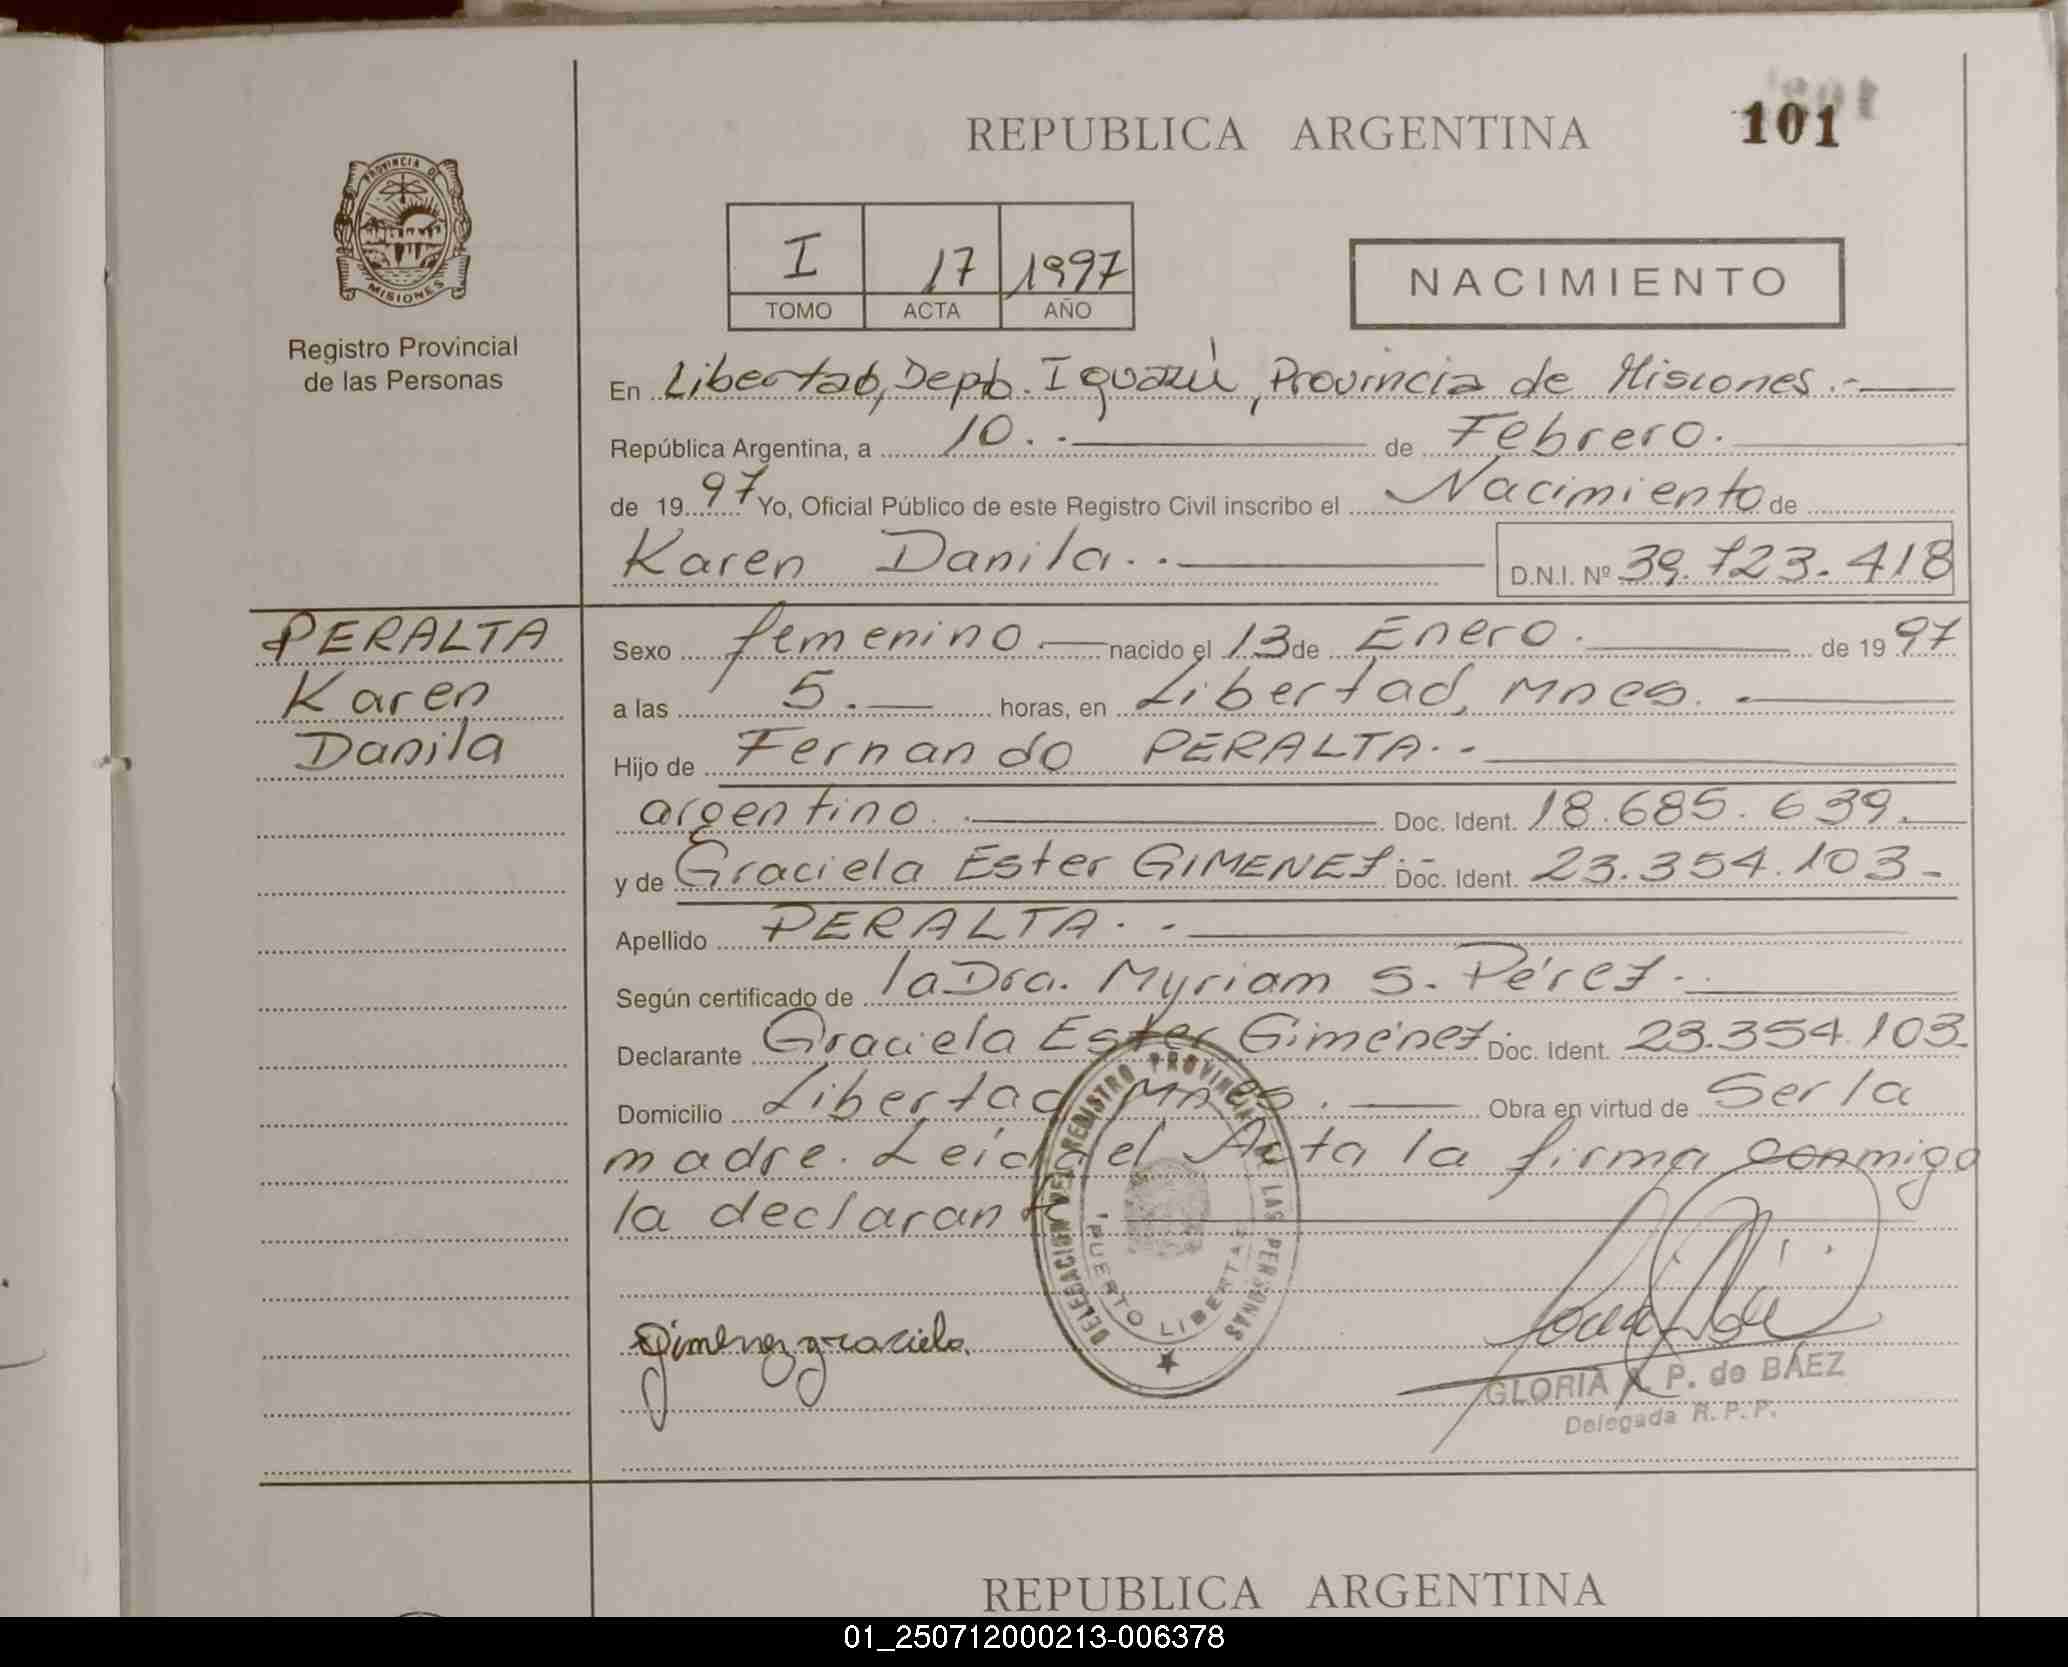 REPUBLICA ARGENTINA 101
PROVINCIA DE MISIONES
Registro Provincial
de las Personas
I 17 1997
TOMO ACTA AÑO
NACIMIENTO
En Libertad, Depto. Iguazú, Provincia de Misiones.-
República Argentina, a 10.- de Febrero.
de 1997 Yo, Oficial Público de este Registro Civil inscribo el Nacimiento de
Karen Danila.- D.N.I. Nº 39.723.418
PERALTA
Karen
Danila
Sexo femenino nacido el 13 de Enero. de 1997
a las 5. horas, en Libertad, Mnes.-
Hijo de Fernando PERALTA.-
argentino. Doc. Ident. 18.685.639.
y de Graciela Ester GIMENEZ.- Doc. Ident. 23.354.103-
Apellido PERALTA.-
Según certificado de la Dra. Myriam S. Pérez.
Declarante Graciela Ester Giménez Doc. Ident. 23.354.103.
Domicilio Libertad Mnes. Obra en virtud de Ser la
madre. Leída el Acta la firma conmigo
la declarante
DELEGACION DEL REGISTRO PROVINCIAL DE LAS PERSONAS
PUERTO LIBERTAD
Gimenez graciela
GLORIA P. de BÁEZ
Delegada R.P.P.
REPUBLICA ARGENTINA
01_250712000213-006378